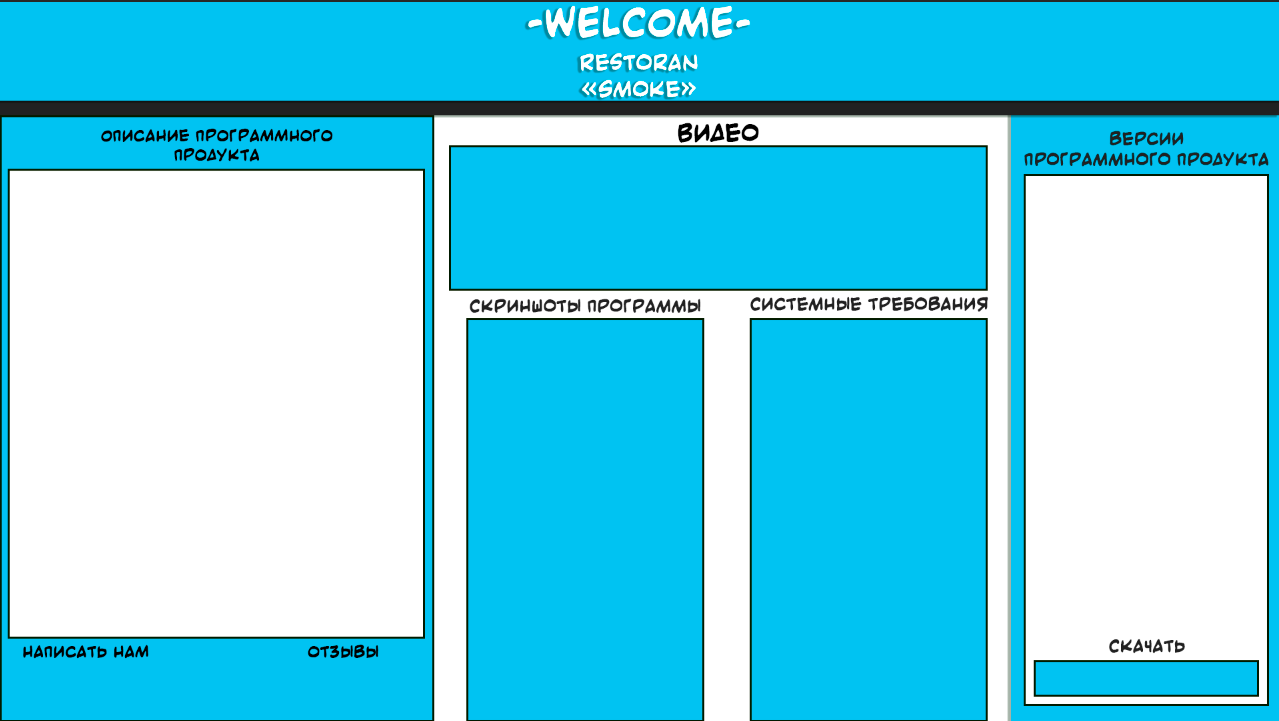 -WELCOME-
RESTORAN
«SMOKE»
ОПИСАНИЕ ПРОГРАММНОГО
ПРОДУКТА
НАПИСАТЬ НАМ
ОТЗЫВЫ
ВИДЕО
СКРИНШОТЫ ПРОГРАММЫ
СИСТЕМНЫЕ ТРЕБОВАНИЯ
ВЕРСИИ
ПРОГРАММНОГО ПРОДУКТА
СКАЧАТЬ